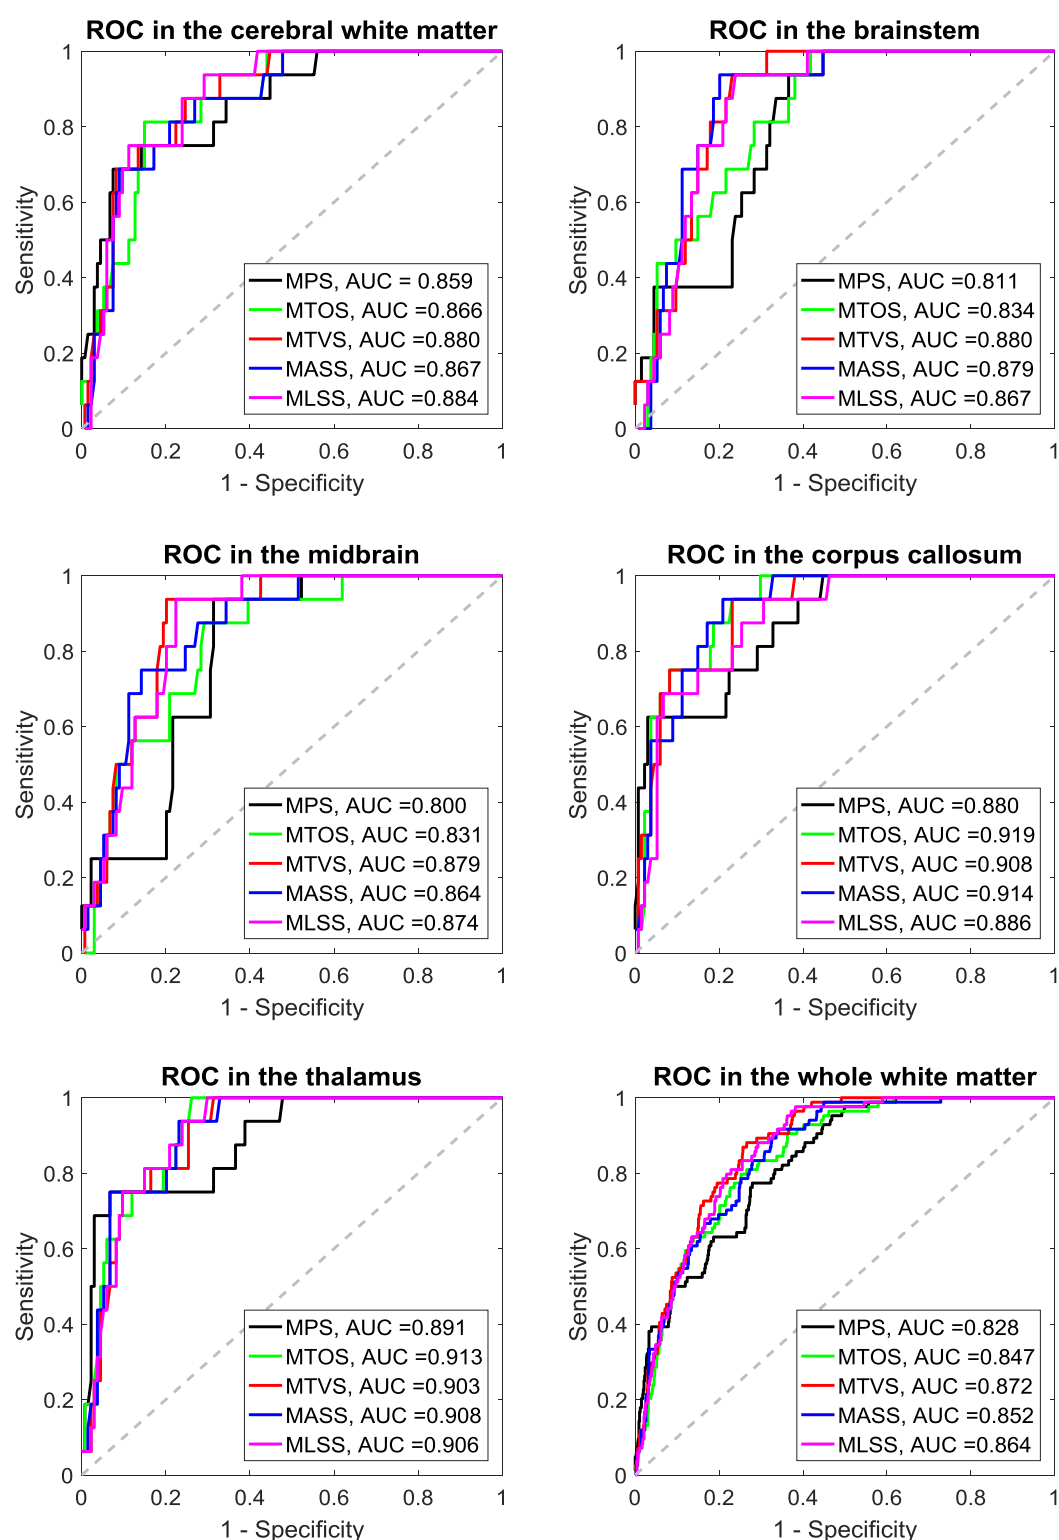 ROC in the cerebral white matter
1
0.8
0.6
0.4
0.2
0
Sensitivity
MPS, AUC = 0.859
MTOS, AUC =0.866
MTVS, AUC =0.880
MASS, AUC =0.867
MLSS, AUC =0.884
0 0.2 0.4 0.6 0.8 1
1 - Specificity
ROC in the brainstem
1
0.8
0.6
0.4
0.2
0
Sensitivity
MPS, AUC =0.811
MTOS, AUC =0.834
MTVS, AUC =0.880
MASS, AUC =0.879
MLSS, AUC =0.867
0 0.2 0.4 0.6 0.8 1
1 - Specificity
ROC in the midbrain
1
0.8
0.6
0.4
0.2
0
Sensitivity
MPS, AUC =0.800
MTOS, AUC =0.831
MTVS, AUC =0.879
MASS, AUC =0.864
MLSS, AUC =0.874
0 0.2 0.4 0.6 0.8 1
1 - Specificity
ROC in the corpus callosum
1
0.8
0.6
0.4
0.2
0
Sensitivity
MPS, AUC =0.880
MTOS, AUC =0.919
MTVS, AUC =0.908
MASS, AUC =0.914
MLSS, AUC =0.886
0 0.2 0.4 0.6 0.8 1
1 - Specificity
ROC in the thalamus
1
0.8
0.6
0.4
0.2
0
Sensitivity
MPS, AUC =0.891
MTOS, AUC =0.913
MTVS, AUC =0.903
MASS, AUC =0.908
MLSS, AUC =0.906
0 0.2 0.4 0.6 0.8 1
1 - Specificity
ROC in the whole white matter
1
0.8
0.6
0.4
0.2
0
Sensitivity
MPS, AUC =0.828
MTOS, AUC =0.847
MTVS, AUC =0.872
MASS, AUC =0.852
MLSS, AUC =0.864
0 0.2 0.4 0.6 0.8 1
1 - Specificity